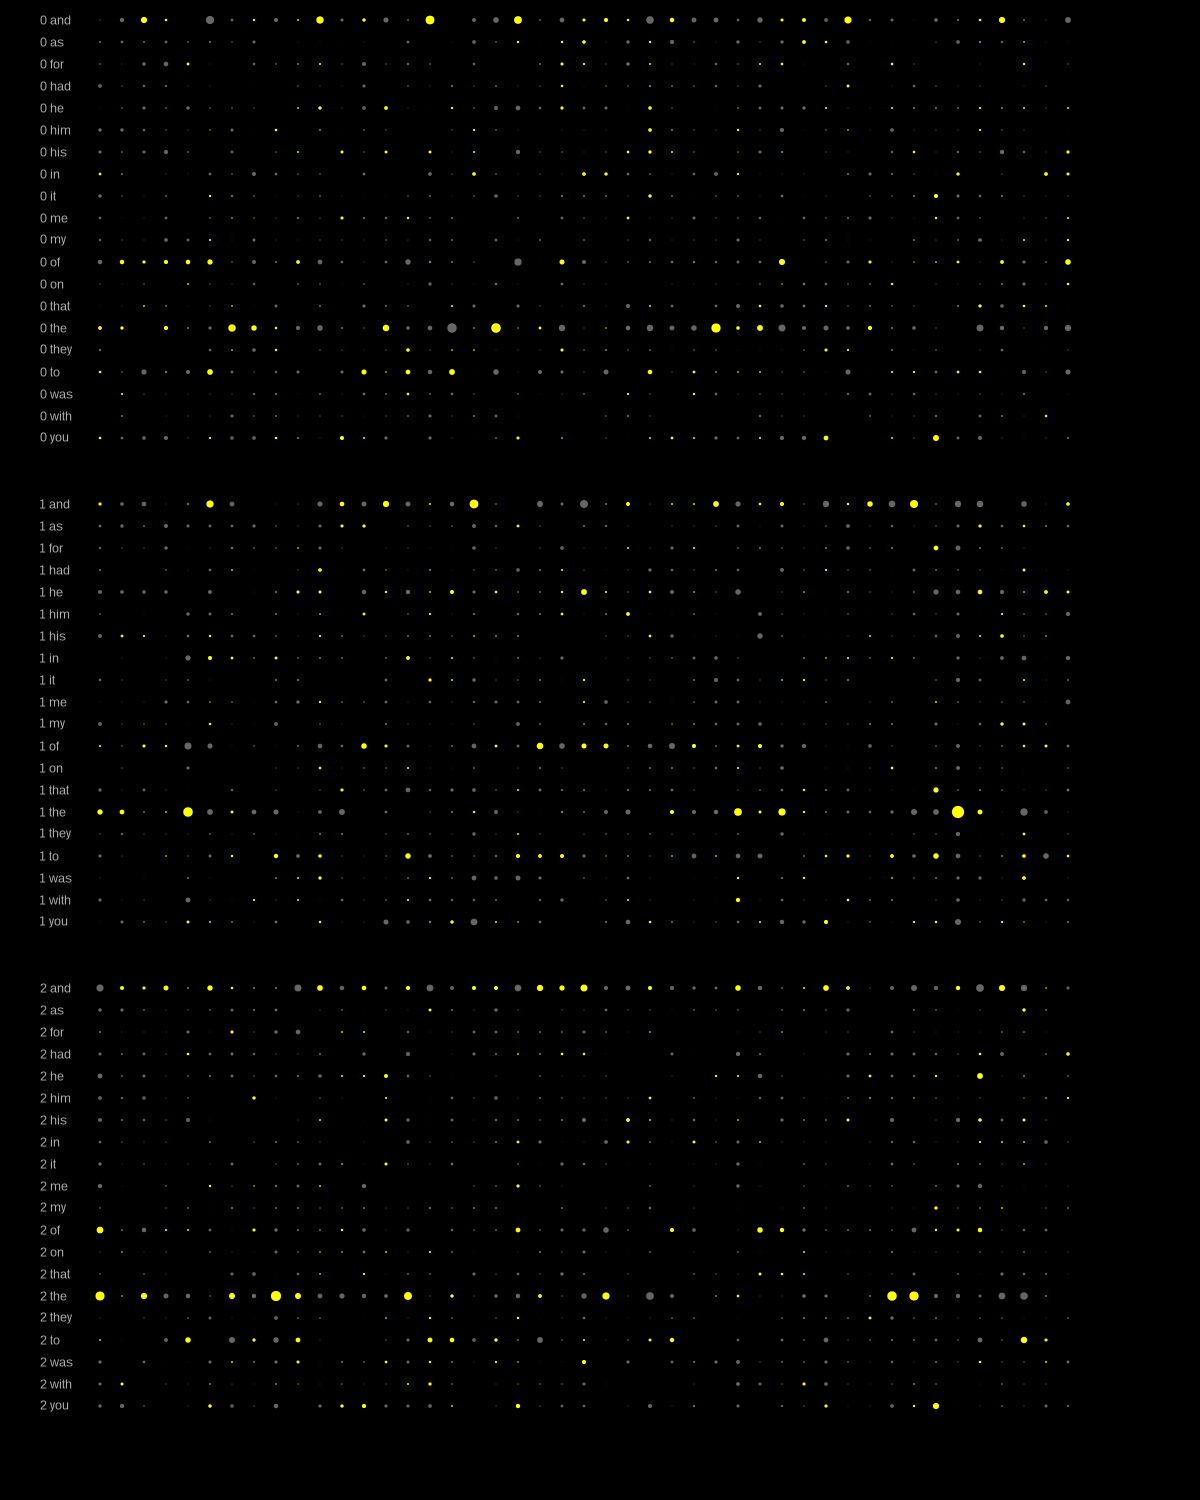 0 and
0 as
0 for
0 had
0 he
0 him
0 his
0 in
0 it
0 me
0 my
0 of
0 on
0 that
0 the
0 they
0 to
0 was
0 with
0 you
1 and
1 as
1 for
1 had
1 he
1 him
1 his
1 in
1 it
1 me
1 my
1 of
1 on
1 that
1 the
1 they
1 to
1 was
1 with
1 you
2 and
2 as
2 for
2 had
2 he
2 him
2 his
2 in
2 it
2 me
2 my
2 of
2 on
2 that
2 the
2 they
2 to
2 was
2 with
2 you